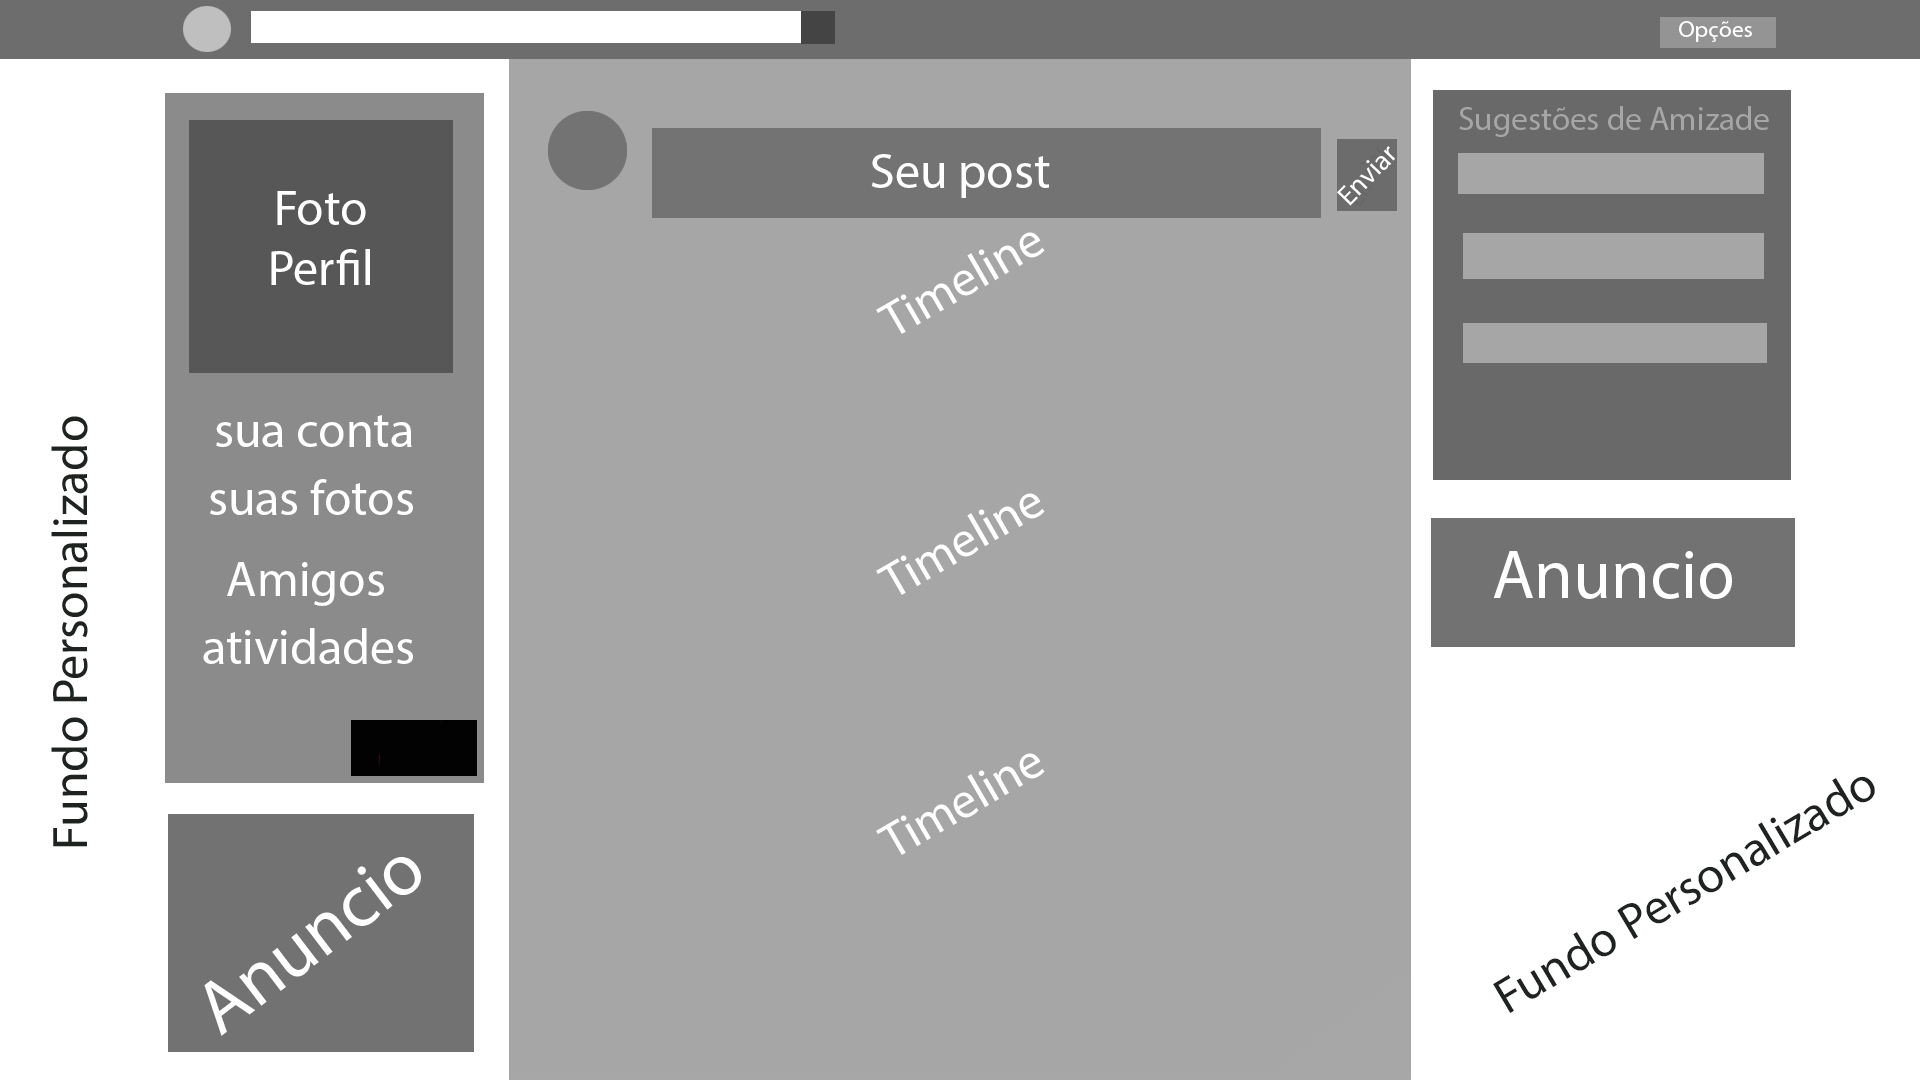 Opções
Fundo Personalizado
Foto
Perfil
sua conta
suas fotos
Amigos
atividades
Anuncio
Seu post
Enviar
Timeline
Timeline
Timeline
Sugestões de Amizade
Anuncio
Fundo Personalizado